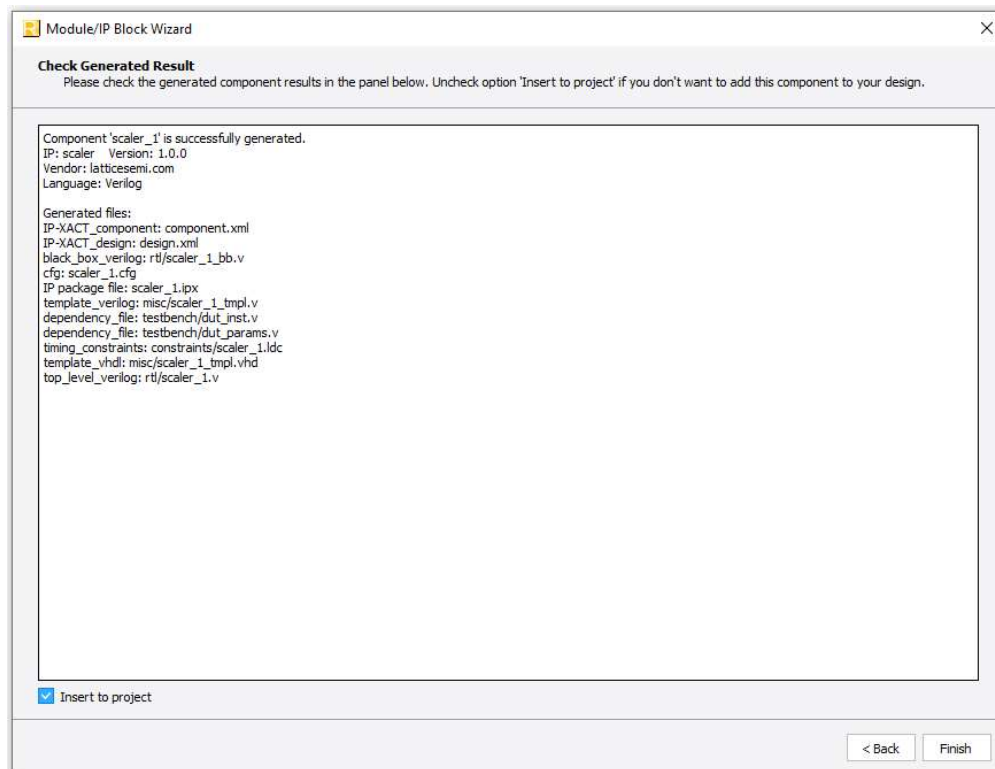 Module/IP Block Wizard
Check Generated Result
Please check the generated component results in the panel below. Uncheck option 'Insert to project' if you don't want to add this component to your design.
Component 'scaler_1' is successfully generated.
IP: scaler Version: 1.0.0
Vendor: latticesemi.com
Language: Verilog
Generated files:
IP-XACT_component: component.xml
IP-XACT_design: design.xml
black_box_verilog: rtl/scaler_1_bb.v
cfg: scaler_1.cfg
IP package file: scaler_1.ipx
template_verilog: misc/scaler_1_tmpl.v
dependency_file: testbench/dut_inst.v
dependency_file: testbench/dut_params.v
timing_constraints: constraints/scaler_1.ldc
template_vhdl: misc/scaler_1_tmpl.vhd
top_level_verilog: rtl/scaler_1.v
Insert to project
< Back
Finish